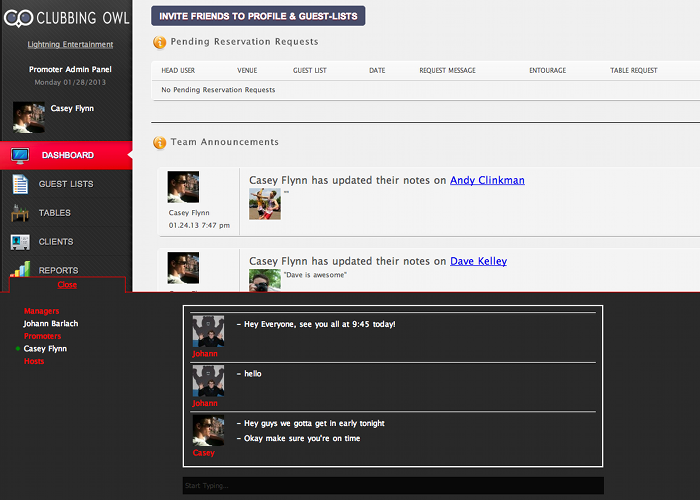 CLUBBING OWL
Lightning Entertainment
Promoter Admin Panel
Monday 01/28/2013
Casey Flynn
DASHBOARD
GUEST LISTS
TABLES
CLIENTS
REPORTS
INVITE FRIENDS TO PROFILE & GUEST-LISTS
Pending Reservation Requests
HEAD USER VENUE GUEST LIST DATE REQUEST MESSAGE ENTOURAGE TABLE REQUEST
No Pending Reservation Requests
Team Announcements
Casey Flynn has updated their notes on Andy Clinkman
""
Casey Flynn
01.24.13 7:47 pm
Casey Flynn has updated their notes on Dave Kelley
"Dave is awesome"
Close
Managers
Johann Barlach
Promoters
Casey Flynn
Hosts
- Hey Everyone, see you all at 9:45 today!
Johann
- hello
Johann
- Hey guys we gotta get in early tonight
- Okay make sure you're on time
Casey
Start Typing...